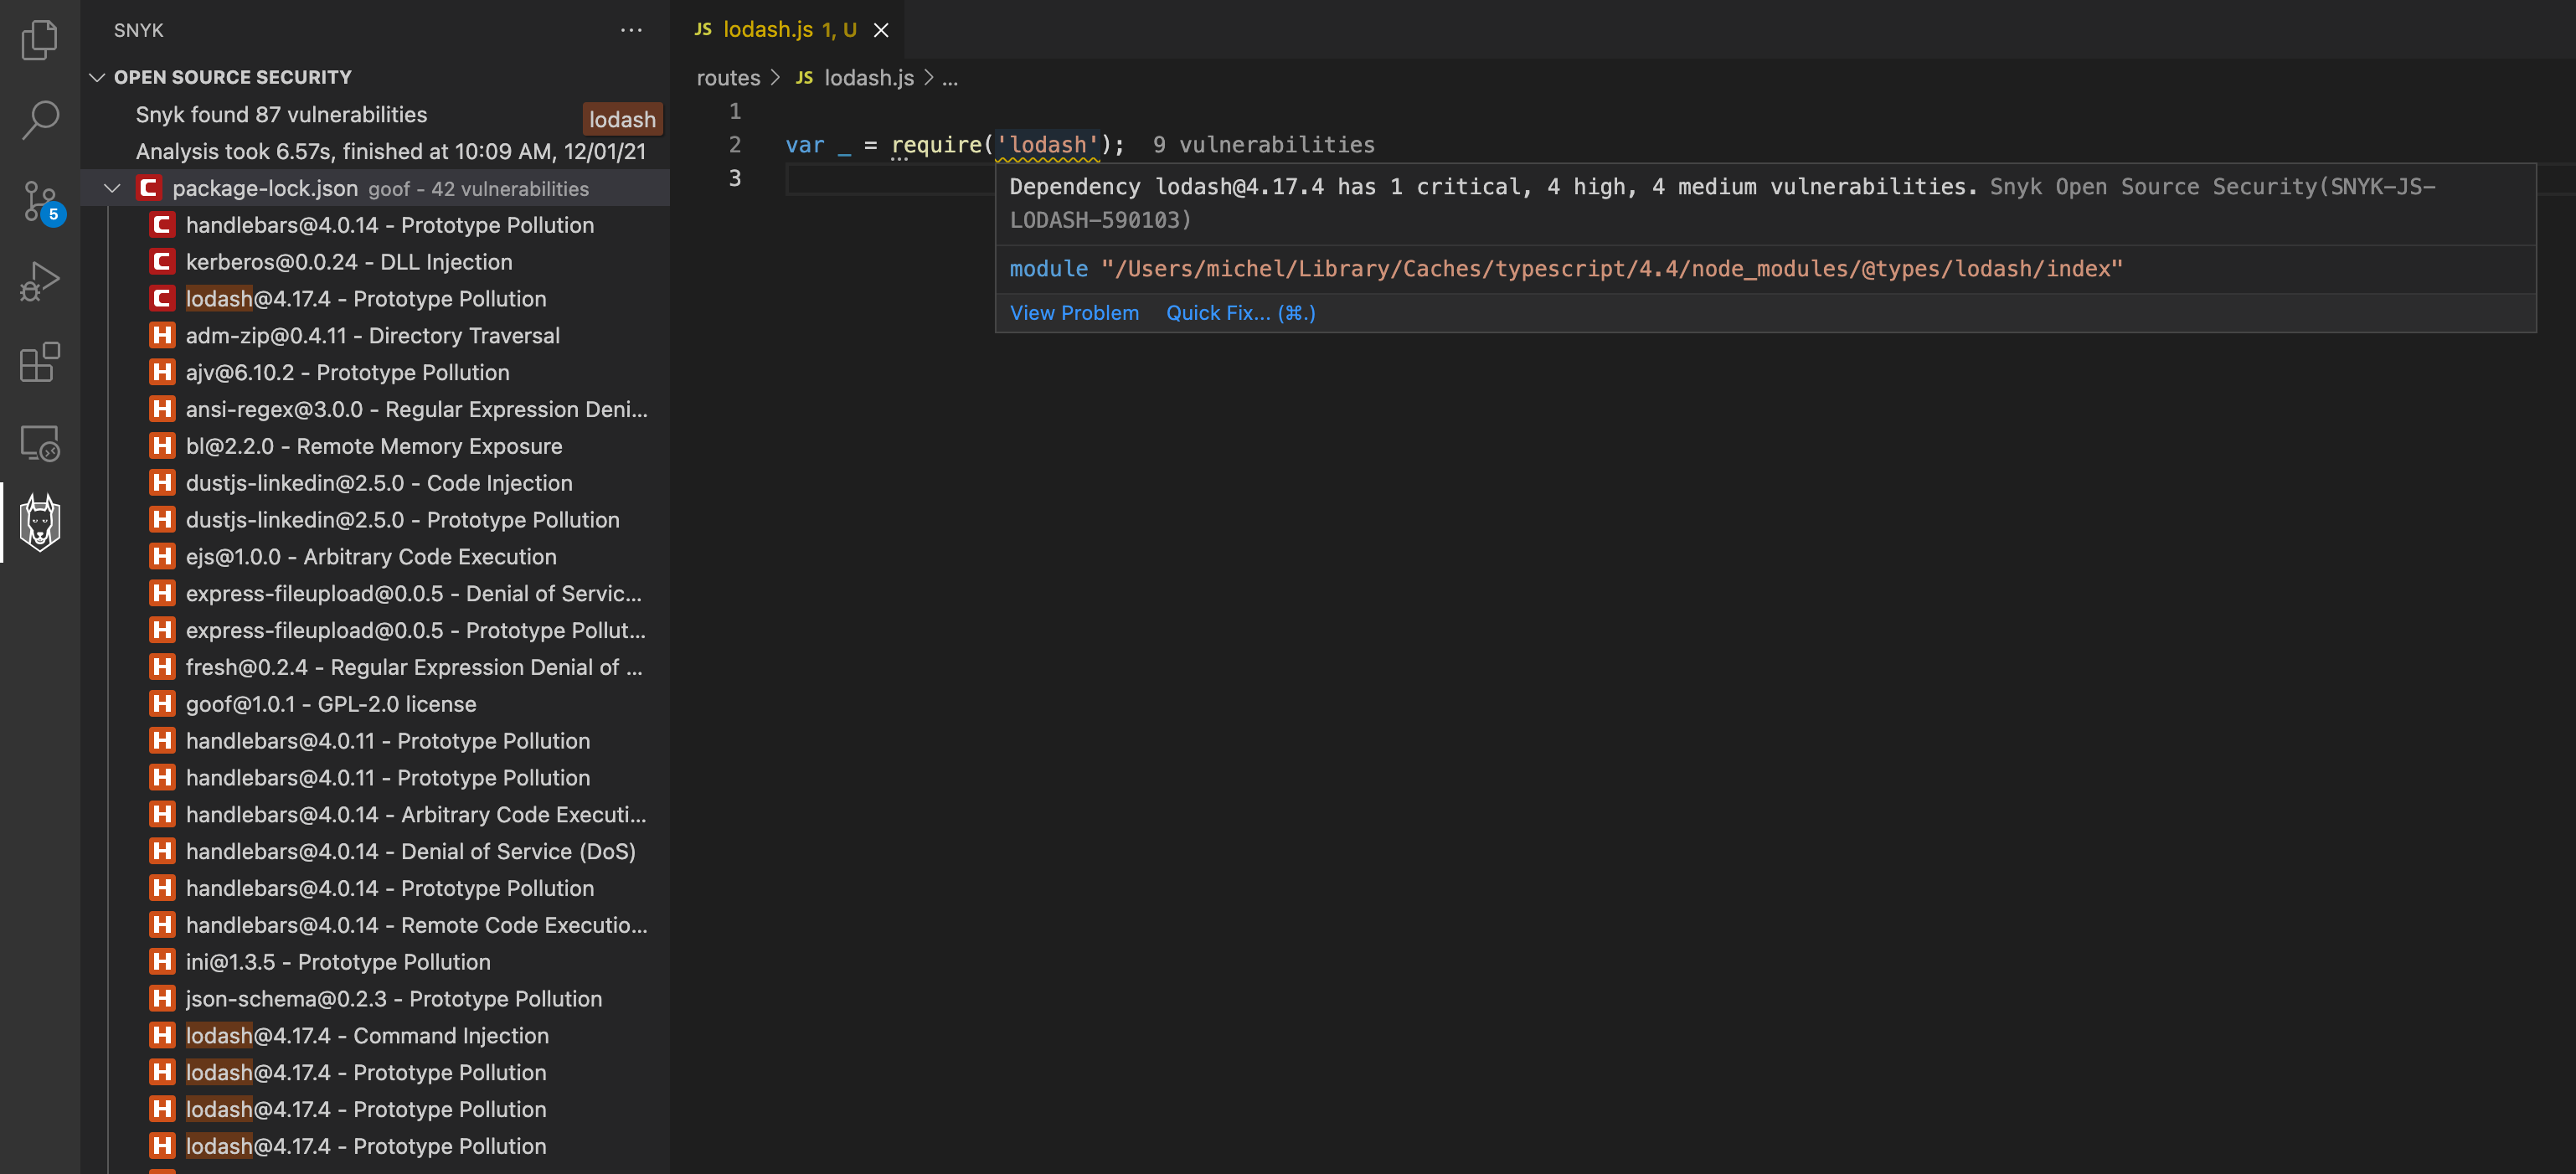 SNYK ...
OPEN SOURCE SECURITY
Snyk found 87 vulnerabilities
lodash
Analysis took 6.57s, finished at 10:09 AM, 12/01/21
C package-lock.json goof - 42 vulnerabilities
C handlebars@4.0.14 - Prototype Pollution
C kerberos@0.0.24 - DLL Injection
C lodash@4.17.4 - Prototype Pollution
H adm-zip@0.4.11 - Directory Traversal
H ajv@6.10.2 - Prototype Pollution
H ansi-regex@3.0.0 - Regular Expression Deni...
H bl@2.2.0 - Remote Memory Exposure
H dustjs-linkedin@2.5.0 - Code Injection
H dustjs-linkedin@2.5.0 - Prototype Pollution
H ejs@1.0.0 - Arbitrary Code Execution
H express-fileupload@0.0.5 - Denial of Servic...
H express-fileupload@0.0.5 - Prototype Pollut...
H fresh@0.2.4 - Regular Expression Denial of ...
H goof@1.0.1 - GPL-2.0 license
H handlebars@4.0.11 - Prototype Pollution
H handlebars@4.0.11 - Prototype Pollution
H handlebars@4.0.14 - Arbitrary Code Executi...
H handlebars@4.0.14 - Denial of Service (DoS)
H handlebars@4.0.14 - Prototype Pollution
H handlebars@4.0.14 - Remote Code Executio...
H ini@1.3.5 - Prototype Pollution
H json-schema@0.2.3 - Prototype Pollution
H lodash@4.17.4 - Command Injection
H lodash@4.17.4 - Prototype Pollution
H lodash@4.17.4 - Prototype Pollution
H lodash@4.17.4 - Prototype Pollution
5
JS lodash.js 1, U
routes > JS lodash.js > ...
1
2 var _ = require('lodash'); 9 vulnerabilities
3
Dependency lodash@4.17.4 has 1 critical, 4 high, 4 medium vulnerabilities. Snyk Open Source Security(SNYK-JS-
LODASH-590103)
module "/Users/michel/Library/Caches/typescript/4.4/node_modules/@types/lodash/index"
View Problem Quick Fix... (⌘.)